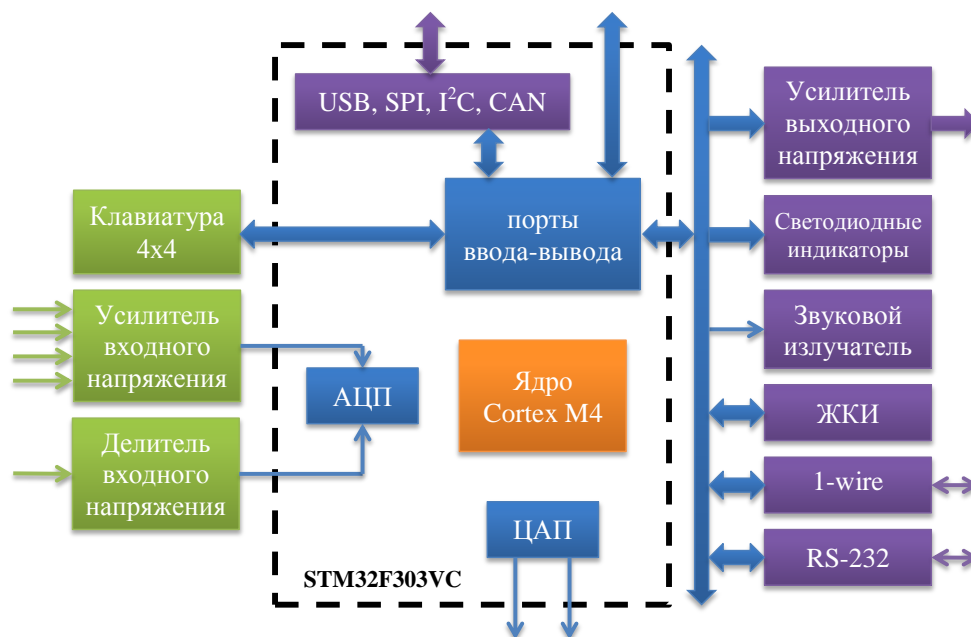 USB, SPI, I²C, CAN
Усилитель
выходного
напряжения
Клавиатура
4х4
порты
ввода-вывода
Светодиодные
индикаторы
Усилитель
входного
напряжения
Звуковой
излучатель
АЦП
Ядро
Cortex M4
ЖКИ
Делитель
входного
напряжения
1-wire
ЦАП
RS-232
STM32F303VC